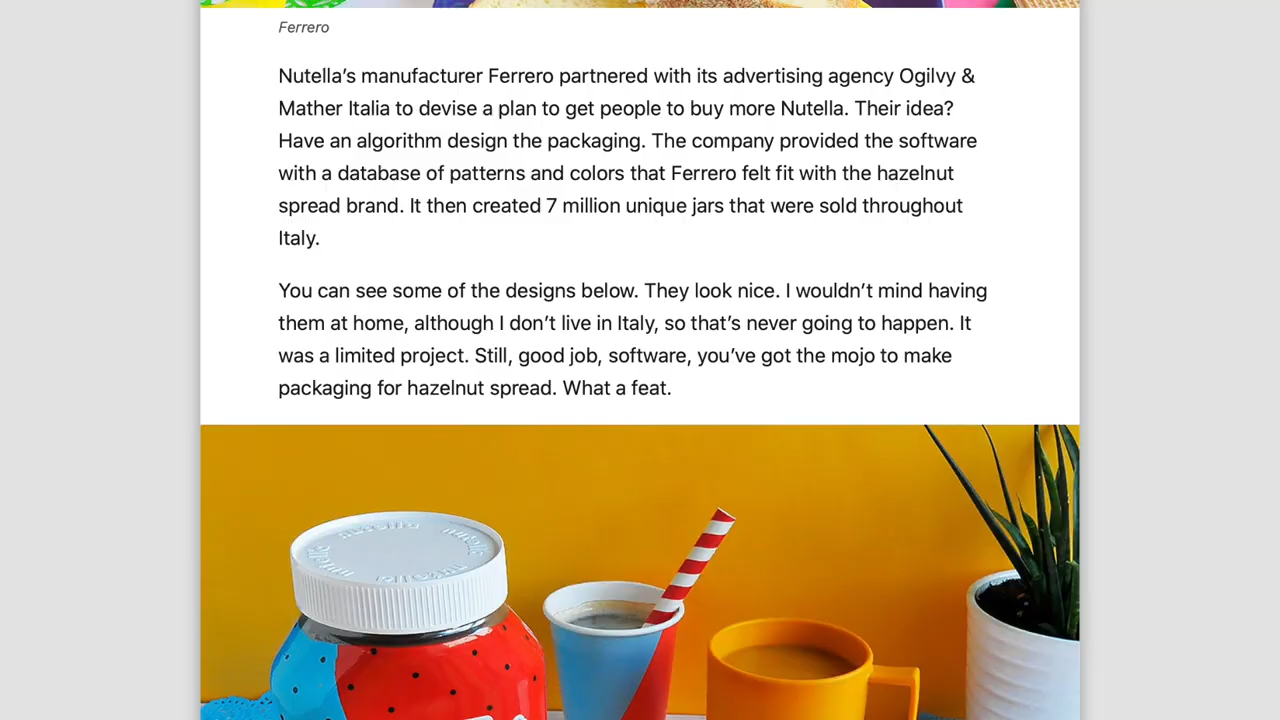 Ferrero
Nutella’s manufacturer Ferrero partnered with its advertising agency Ogilvy &
Mather Italia to devise a plan to get people to buy more Nutella. Their idea?
Have an algorithm design the packaging. The company provided the software
with a database of patterns and colors that Ferrero felt fit with the hazelnut
spread brand. It then created 7 million unique jars that were sold throughout
Italy.
You can see some of the designs below. They look nice. I wouldn’t mind having
them at home, although I don’t live in Italy, so that’s never going to happen. It
was a limited project. Still, good job, software, you’ve got the mojo to make
packaging for hazelnut spread. What a feat.
nutella nutella nutella nutella nutella